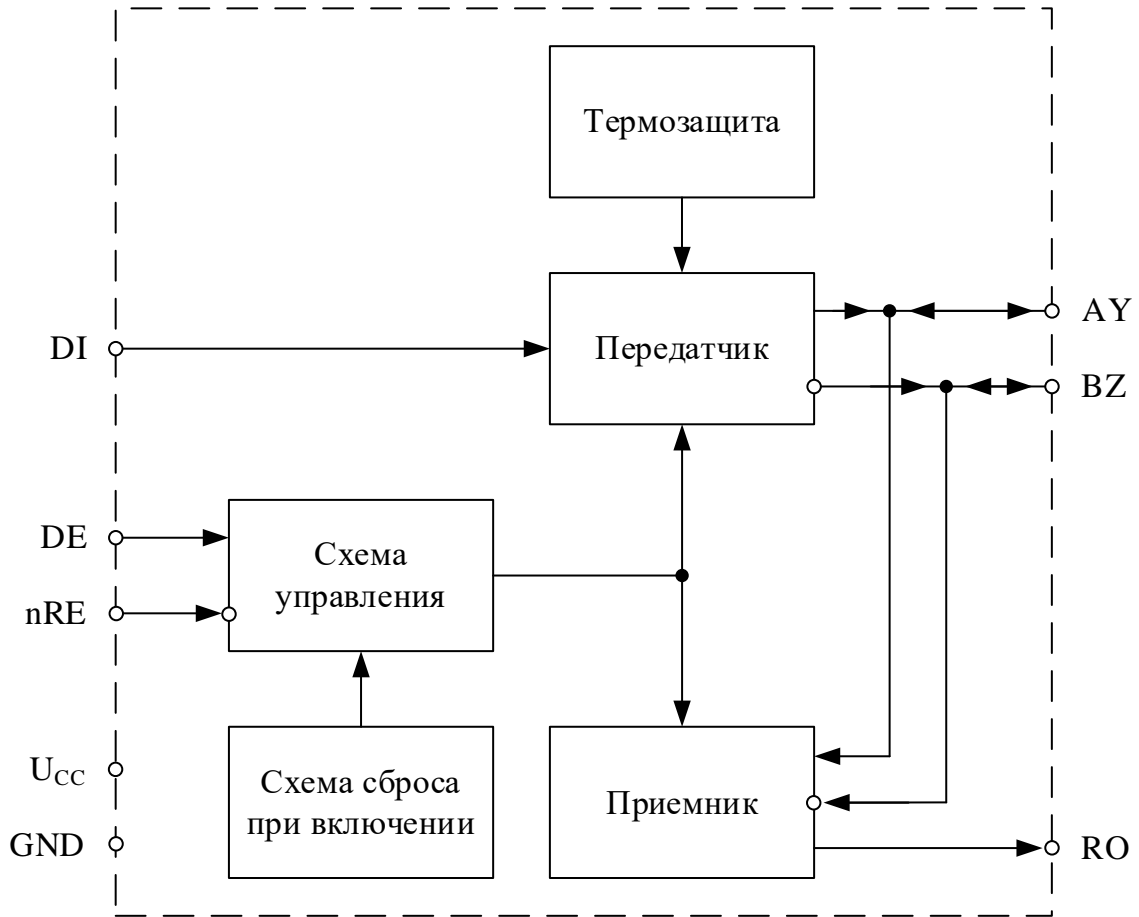 Термозащита
AY
DI
Передатчик
BZ
DE
Схема
управления
nRE
UCC
Схема сброса
при включении
Приемник
GND
RO